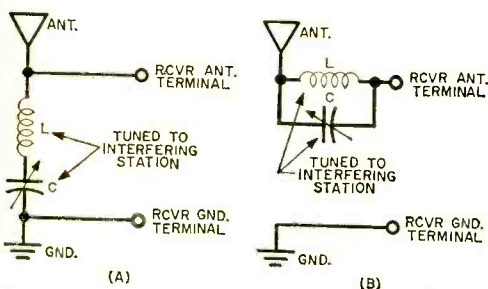 ANT.
RCVR ANT.
TERMINAL
L
TUNED TO
INTERFERING
STATION
C
RCVR GND.
TERMINAL
GND.
(A)
ANT.
L
RCVR ANT.
TERMINAL
C
TUNED TO
INTERFERING
STATION
RCVR GND.
TERMINAL
GND.
(B)